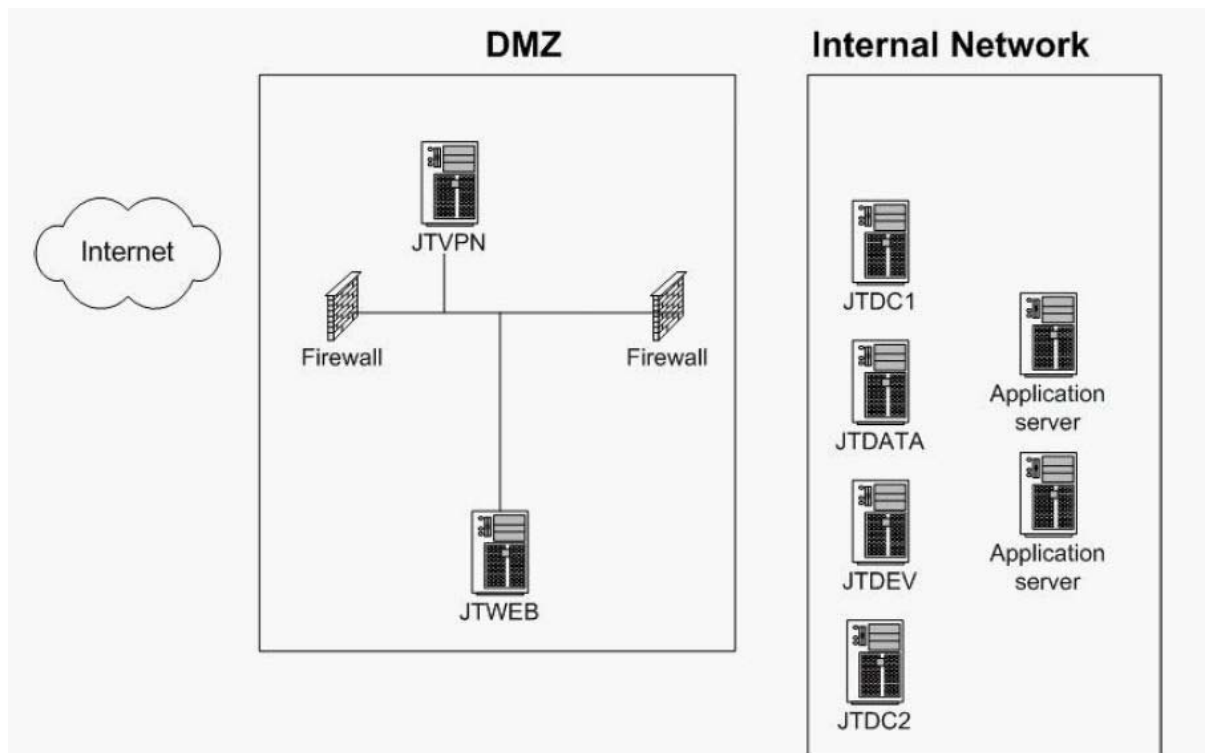 DMZ
Internal Network
Internet
JTVPN
Firewall
Firewall
JTWEB
JTDC1
JTDATA
JTDEV
JTDC2
Application
server
Application
server